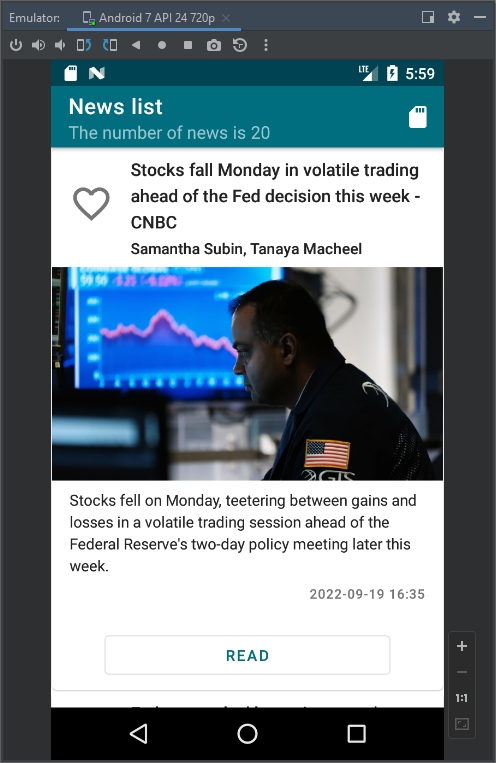 Emulator: Android 7 API 24 720p
LTE 5:59
News list
The number of news is 20
Stocks fall Monday in volatile trading
ahead of the Fed decision this week -
CNBC
Samantha Subin, Tanaya Macheel
Stocks fell on Monday, teetering between gains and
losses in a volatile trading session ahead of the
Federal Reserve's two-day policy meeting later this
week.
2022-09-19 16:35
READ
1:1